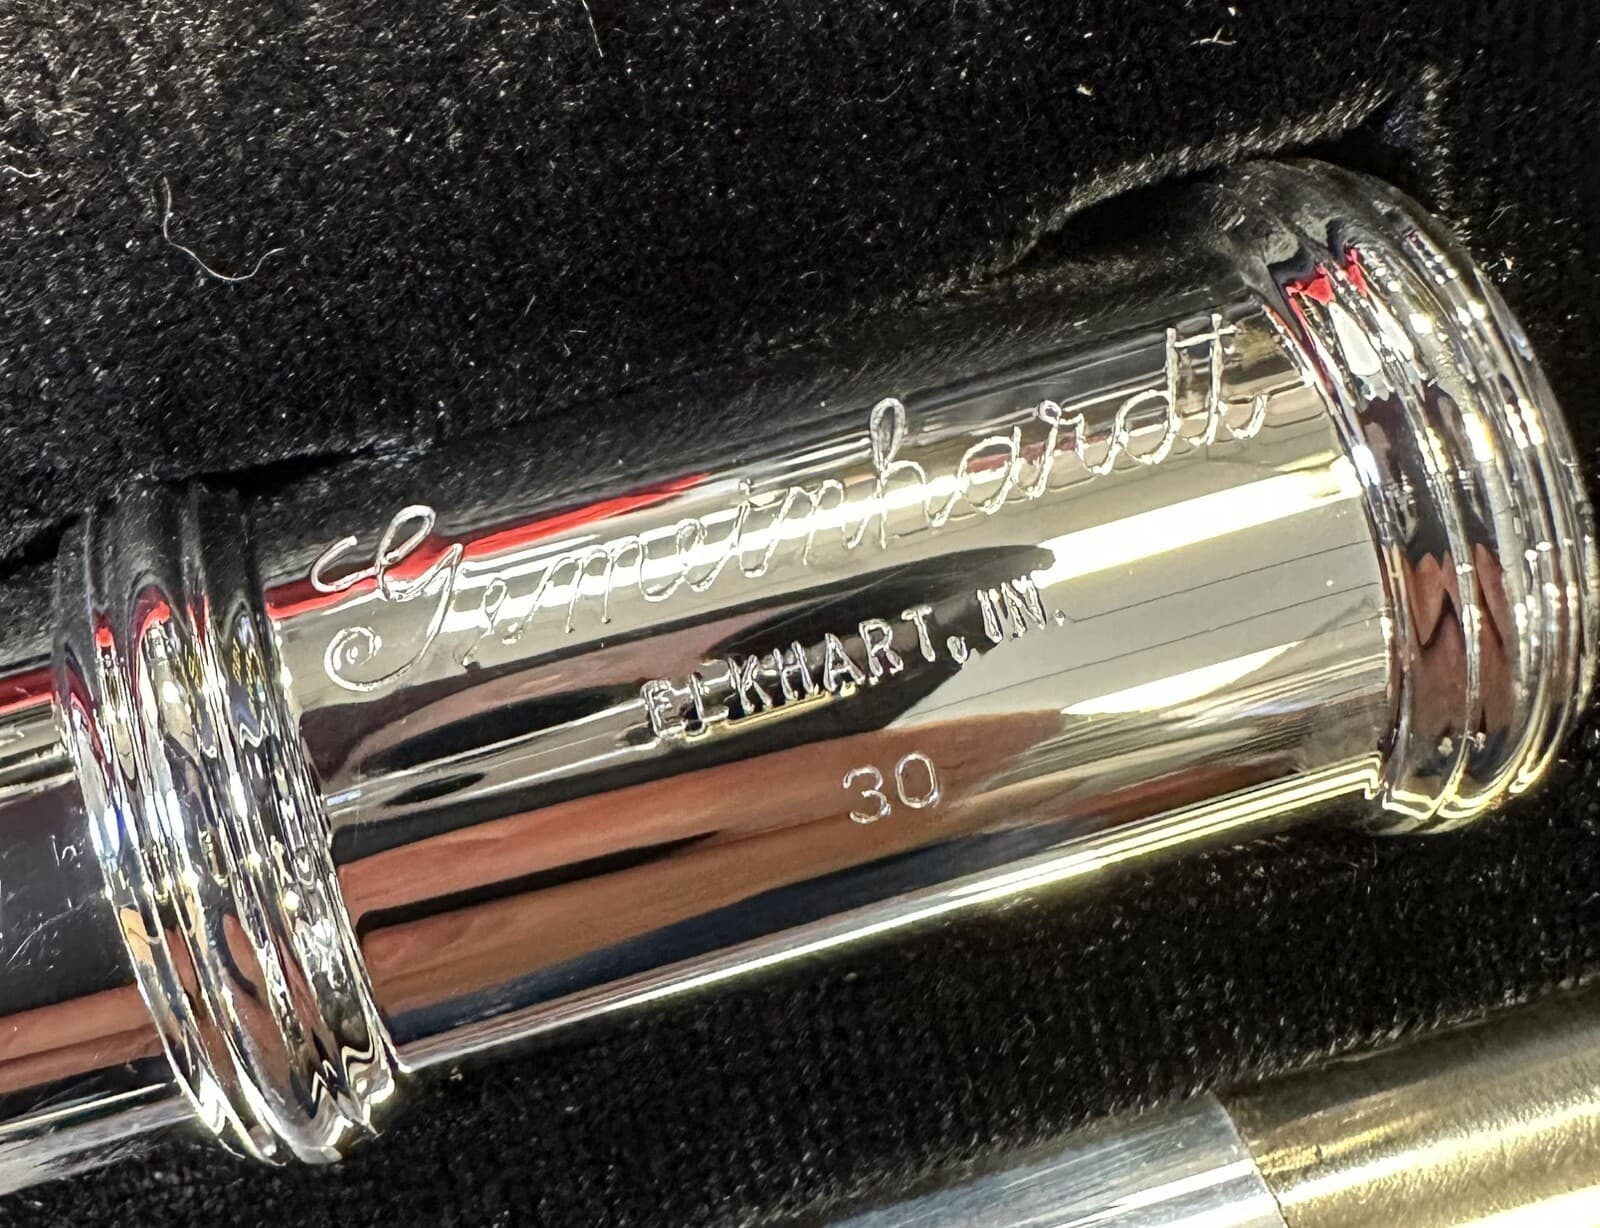 Gemeinhardt
ELKHART, IN.
30